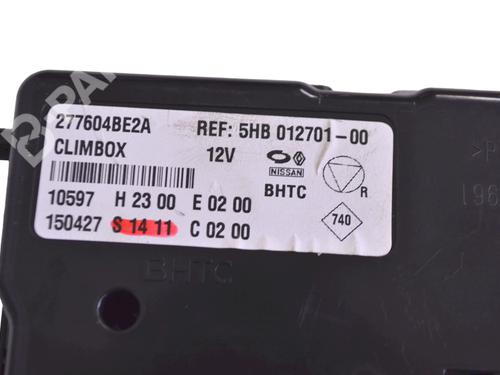 277604BE2A REF: 5HB 012701-00
CLIMBOX 12V
NISSAN BHTC R
10597 H 23 00 E 02 00
150427 S 14 11 C 02 00 740
BHTC